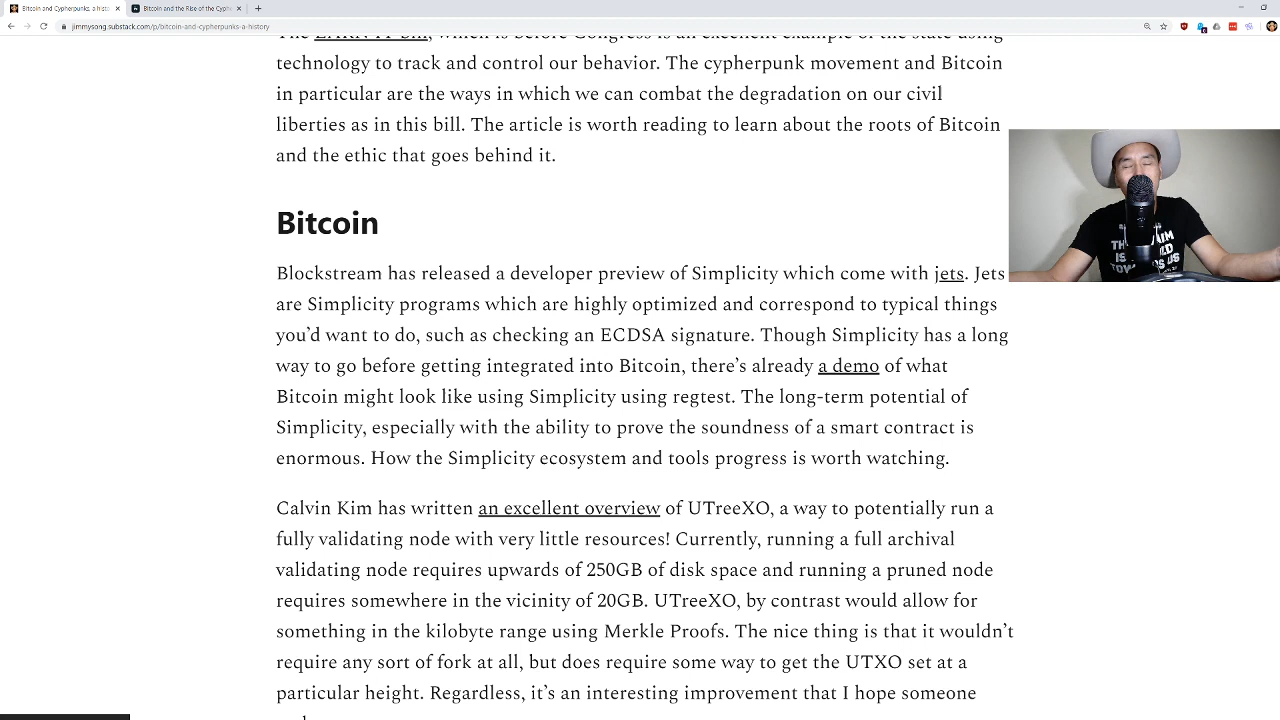 Bitcoin and Cypherpunks: a hist
Bitcoin and the Rise of the Cyphe
jimmysong.substack.com/p/bitcoin-and-cypherpunks-a-history
The EARN IT Bill, which is before Congress is an excellent example of the state using
technology to track and control our behavior. The cypherpunk movement and Bitcoin
in particular are the ways in which we can combat the degradation on our civil
liberties as in this bill. The article is worth reading to learn about the roots of Bitcoin
and the ethic that goes behind it.
Bitcoin
Blockstream has released a developer preview of Simplicity which come with jets. Jets
are Simplicity programs which are highly optimized and correspond to typical things
you’d want to do, such as checking an ECDSA signature. Though Simplicity has a long
way to go before getting integrated into Bitcoin, there’s already a demo of what
Bitcoin might look like using Simplicity using regtest. The long-term potential of
Simplicity, especially with the ability to prove the soundness of a smart contract is
enormous. How the Simplicity ecosystem and tools progress is worth watching.
Calvin Kim has written an excellent overview of UTreeXO, a way to potentially run a
fully validating node with very little resources! Currently, running a full archival
validating node requires upwards of 250GB of disk space and running a pruned node
requires somewhere in the vicinity of 20GB. UTreeXO, by contrast would allow for
something in the kilobyte range using Merkle Proofs. The nice thing is that it wouldn’t
require any sort of fork at all, but does require some way to get the UTXO set at a
particular height. Regardless, it’s an interesting improvement that I hope someone